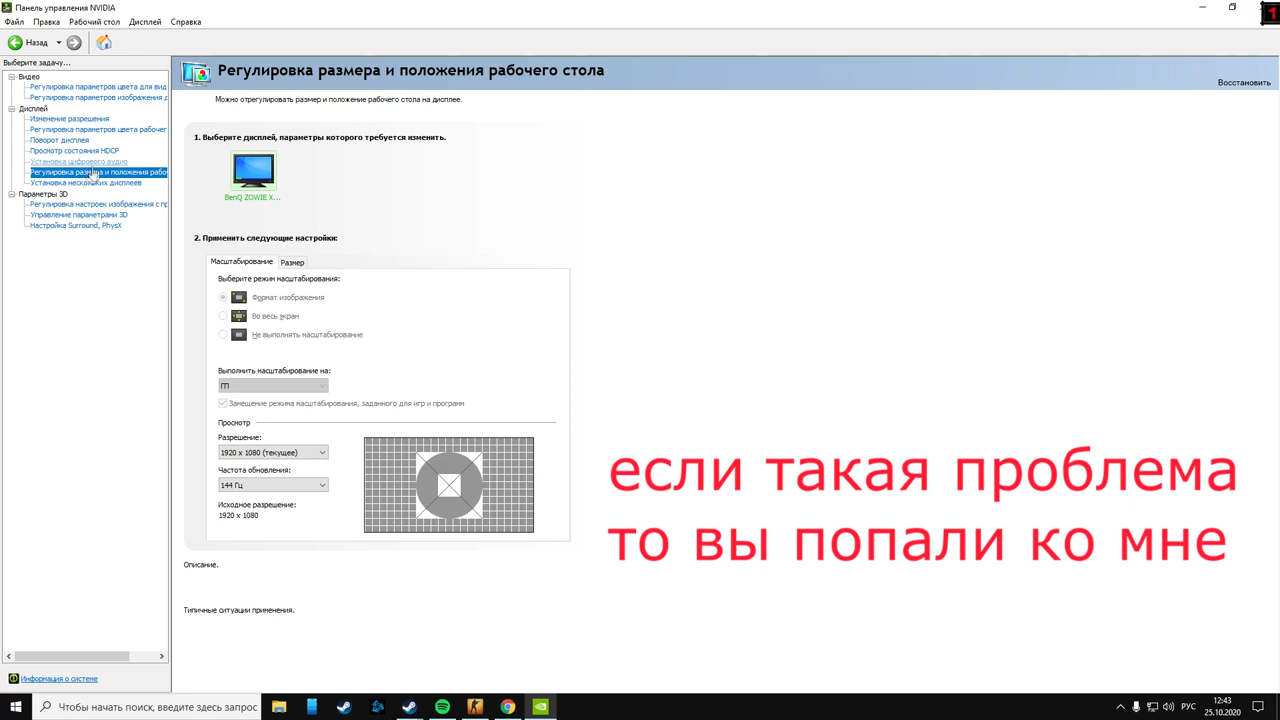 Панель управления NVIDIA
1
Файл Правка Рабочий стол Дисплей Справка
Назад
Выберите задачу...
Видео
Регулировка параметров цвета для вид
Регулировка параметров изображения д
Дисплей
Изменение разрешения
Регулировка параметров цвета рабочег
Поворот дисплея
Просмотр состояния HDCP
Установка цифрового аудио
Регулировка размера и положения рабо
Установка нескольких дисплеев
Параметры 3D
Регулировка настроек изображения с пр
Управление параметрами 3D
Настройка Surround, PhysX
Информация о системе
Регулировка размера и положения рабочего стола
Восстановить
Можно отрегулировать размер и положение рабочего стола на дисплее.
1. Выберите дисплей, параметры которого требуется изменить.
BenQ ZOWIE X...
2. Применить следующие настройки:
Масштабирование Размер
Выберите режим масштабирования:
Формат изображения
Во весь экран
Не выполнять масштабирование
Выполнить масштабирование на:
ГП
Замещение режима масштабирования, заданного для игр и программ
Просмотр
Разрешение:
1920 x 1080 (текущее)
Частота обновления:
144 Гц
Исходное разрешение:
1920 x 1080
Описание.
Типичные ситуации применения.
если такая проблема
то вы попали ко мне
Чтобы начать поиск, введите здесь запрос
РУС
12:43
25.10.2020